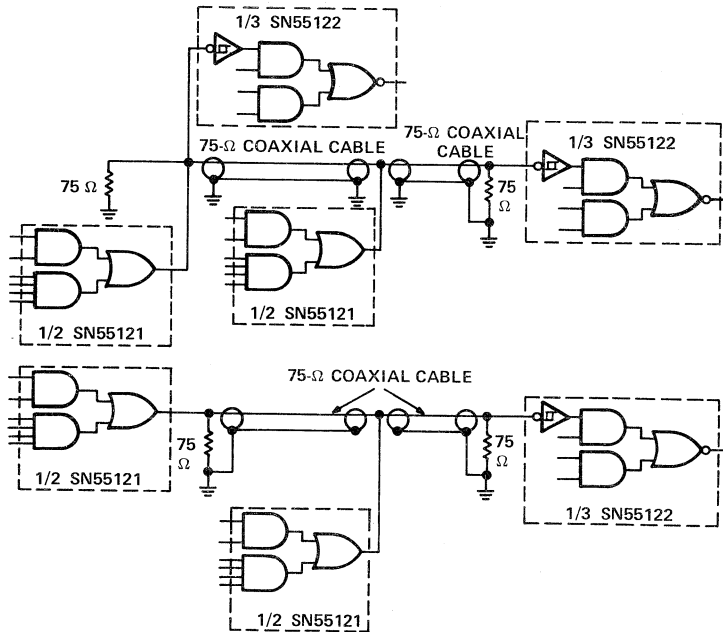 1/3 SN55122
75-Ω COAXIAL CABLE
75-Ω COAXIAL
CABLE
1/3 SN55122
75 Ω
75
Ω
1/2 SN55121
1/2 SN55121
75-Ω COAXIAL CABLE
75
Ω
75
Ω
1/2 SN55121
1/3 SN55122
1/2 SN55121